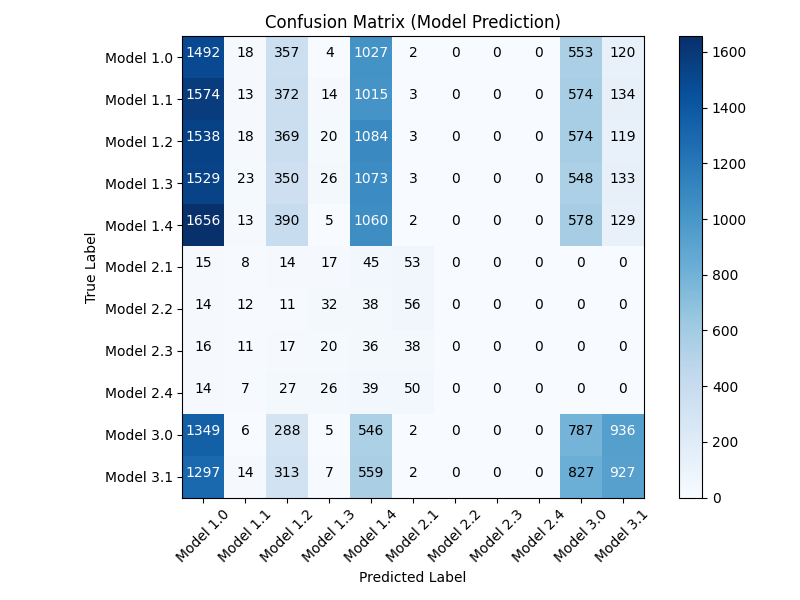 Confusion Matrix (Model Prediction)
True Label
Model 1.0 1492 18 357 4 1027 2 0 0 0 553 120
Model 1.1 1574 13 372 14 1015 3 0 0 0 574 134
Model 1.2 1538 18 369 20 1084 3 0 0 0 574 119
Model 1.3 1529 23 350 26 1073 3 0 0 0 548 133
Model 1.4 1656 13 390 5 1060 2 0 0 0 578 129
Model 2.1 15 8 14 17 45 53 0 0 0 0 0
Model 2.2 14 12 11 32 38 56 0 0 0 0 0
Model 2.3 16 11 17 20 36 38 0 0 0 0 0
Model 2.4 14 7 27 26 39 50 0 0 0 0 0
Model 3.0 1349 6 288 5 546 2 0 0 0 787 936
Model 3.1 1297 14 313 7 559 2 0 0 0 827 927
Model 1.0 Model 1.1 Model 1.2 Model 1.3 Model 1.4 Model 2.1 Model 2.2 Model 2.3 Model 2.4 Model 3.0 Model 3.1
Predicted Label
1600
1400
1200
1000
800
600
400
200
0